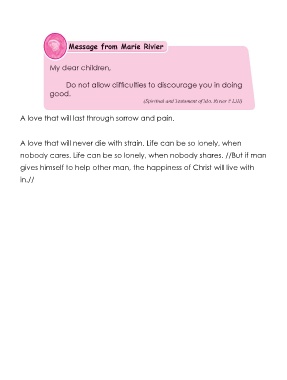 Message from Marie Rivier
My dear children,
Do not allow difficulties to discourage you in doing
good.
(Spiritual and Testament of Mo. Rivier
A love that will last through sorrow and pain.
A love that will never die with strain. Life can be so lonely, when
nobody cares. Life can be so lonely, when nobody shares. //But if man
gives himself to help other man, the happiness of Christ will live with
in.//